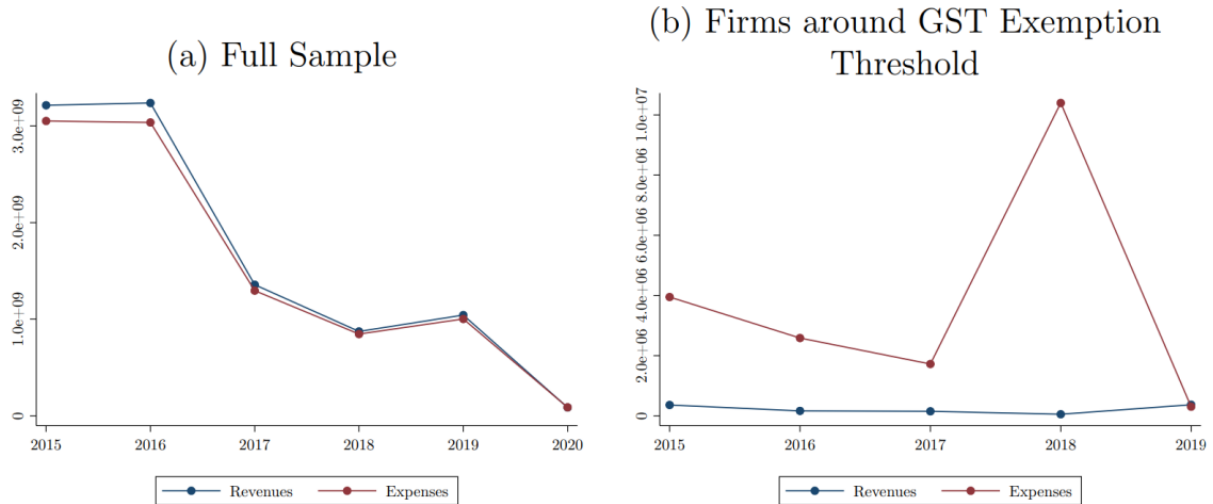 (a) Full Sample
3.0e+09
2.0e+09
1.0e+09
0
2015 2016 2017 2018 2019 2020
Revenues Expenses
(b) Firms around GST Exemption
Threshold
1.0e+07
8.0e+06
6.0e+06
4.0e+06
2.0e+06
0
2015 2016 2017 2018 2019
Revenues Expenses